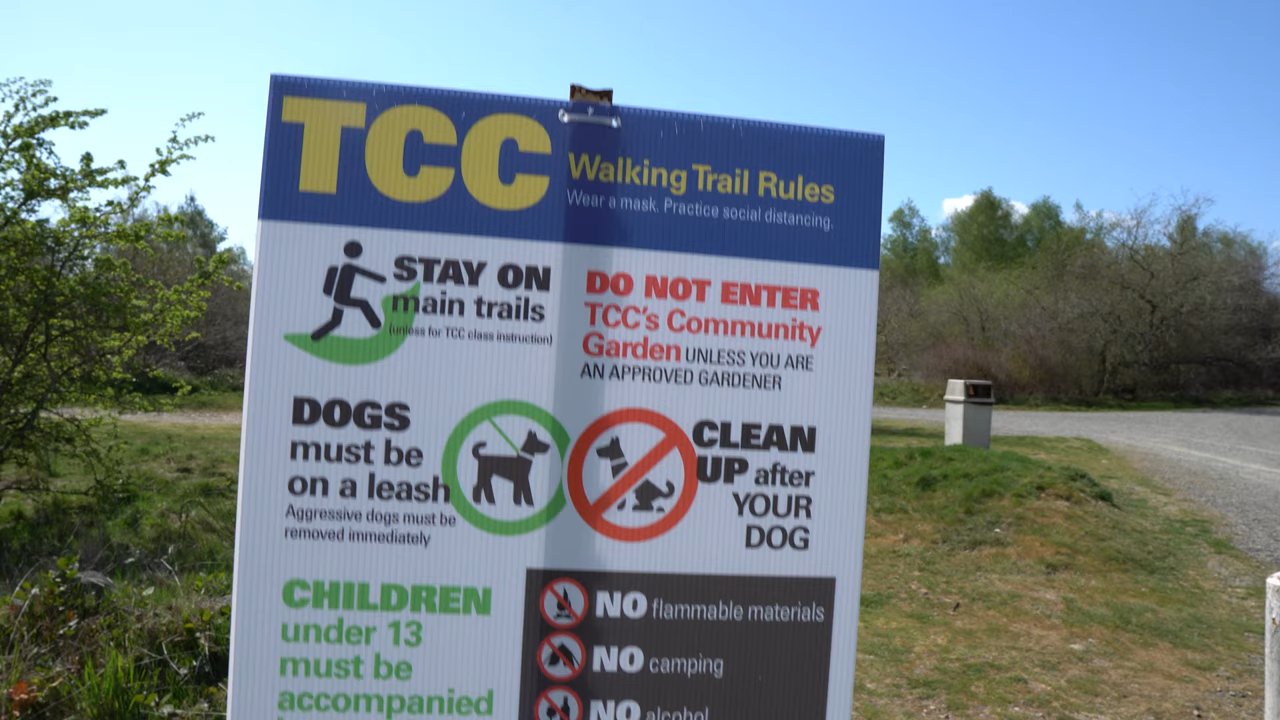 TCC Walking Trail Rules
Wear a mask. Practice social distancing.
STAY ON
main trails
(unless for TCC class instruction)
DO NOT ENTER
TCC's Community
Garden UNLESS YOU ARE
AN APPROVED GARDENER
DOGS
must be
on a leash
Aggressive dogs must be
removed immediately
CLEAN
UP after
YOUR
DOG
CHILDREN
under 13
must be
accompanied
NO flammable materials
NO camping
NO alcohol